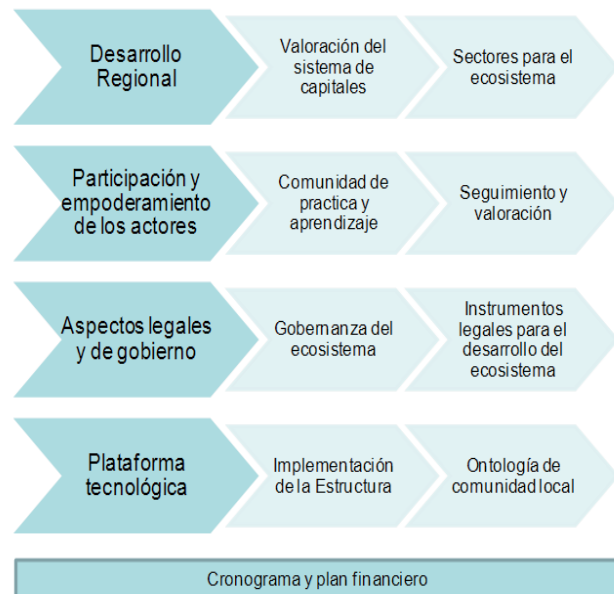 Desarrollo
Regional
Valoración del
sistema de
capitales
Sectores para el
ecosistema
Participación y
empoderamiento
de los actores
Comunidad de
practica y
aprendizaje
Seguimiento y
valoración
Aspectos legales
y de gobierno
Gobernanza del
ecosistema
Instrumentos
legales para el
desarrollo del
ecosistema
Plataforma
tecnológica
Implementación
de la Estructura
Ontología de
comunidad local
Cronograma y plan financiero